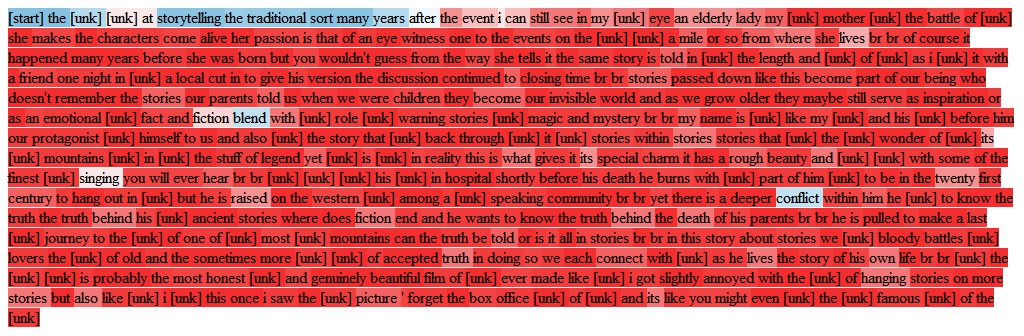 [start] the [unk] [unk] at storytelling the traditional sort many years after the event i can still see in my [unk] eye an elderly lady my [unk] mother [unk] the battle of [unk]
she makes the characters come alive her passion is that of an eye witness one to the events on the [unk] [unk] a mile or so from where she lives br br of course it
happened many years before she was born but you wouldn't guess from the way she tells it the same story is told in [unk] the length and [unk] of [unk] as i [unk] it with
a friend one night in [unk] a local cut in to give his version the discussion continued to closing time br br stories passed down like this become part of our being who
doesn't remember the stories our parents told us when we were children they become our invisible world and as we grow older they maybe still serve as inspiration or
as an emotional [unk] fact and fiction blend with [unk] role [unk] warning stories [unk] magic and mystery br br my name is [unk] like my [unk] and his [unk] before him
our protagonist [unk] himself to us and also [unk] the story that [unk] back through [unk] it [unk] stories within stories stories that [unk] the [unk] wonder of [unk] its
[unk] mountains [unk] in [unk] the stuff of legend yet [unk] is [unk] in reality this is what gives it its special charm it has a rough beauty and [unk] [unk] with some of the
finest [unk] singing you will ever hear br br [unk] [unk] [unk] his [unk] in hospital shortly before his death he burns with [unk] part of him [unk] to be in the twenty first
century to hang out in [unk] but he is raised on the western [unk] among a [unk] speaking community br br yet there is a deeper conflict within him he [unk] to know the
truth the truth behind his [unk] ancient stories where does fiction end and he wants to know the truth behind the death of his parents br br he is pulled to make a last
[unk] journey to the [unk] of one of [unk] most [unk] mountains can the truth be told or is it all in stories br br in this story about stories we [unk] bloody battles [unk]
lovers the [unk] of old and the sometimes more [unk] [unk] of accepted truth in doing so we each connect with [unk] as he lives the story of his own life br br [unk] the
[unk] [unk] is probably the most honest [unk] and genuinely beautiful film of [unk] ever made like [unk] i got slightly annoyed with the [unk] of hanging stories on more
stories but also like [unk] i [unk] this once i saw the [unk] picture ' forget the box office [unk] of [unk] and its like you might even [unk] the [unk] famous [unk] of the
[unk]